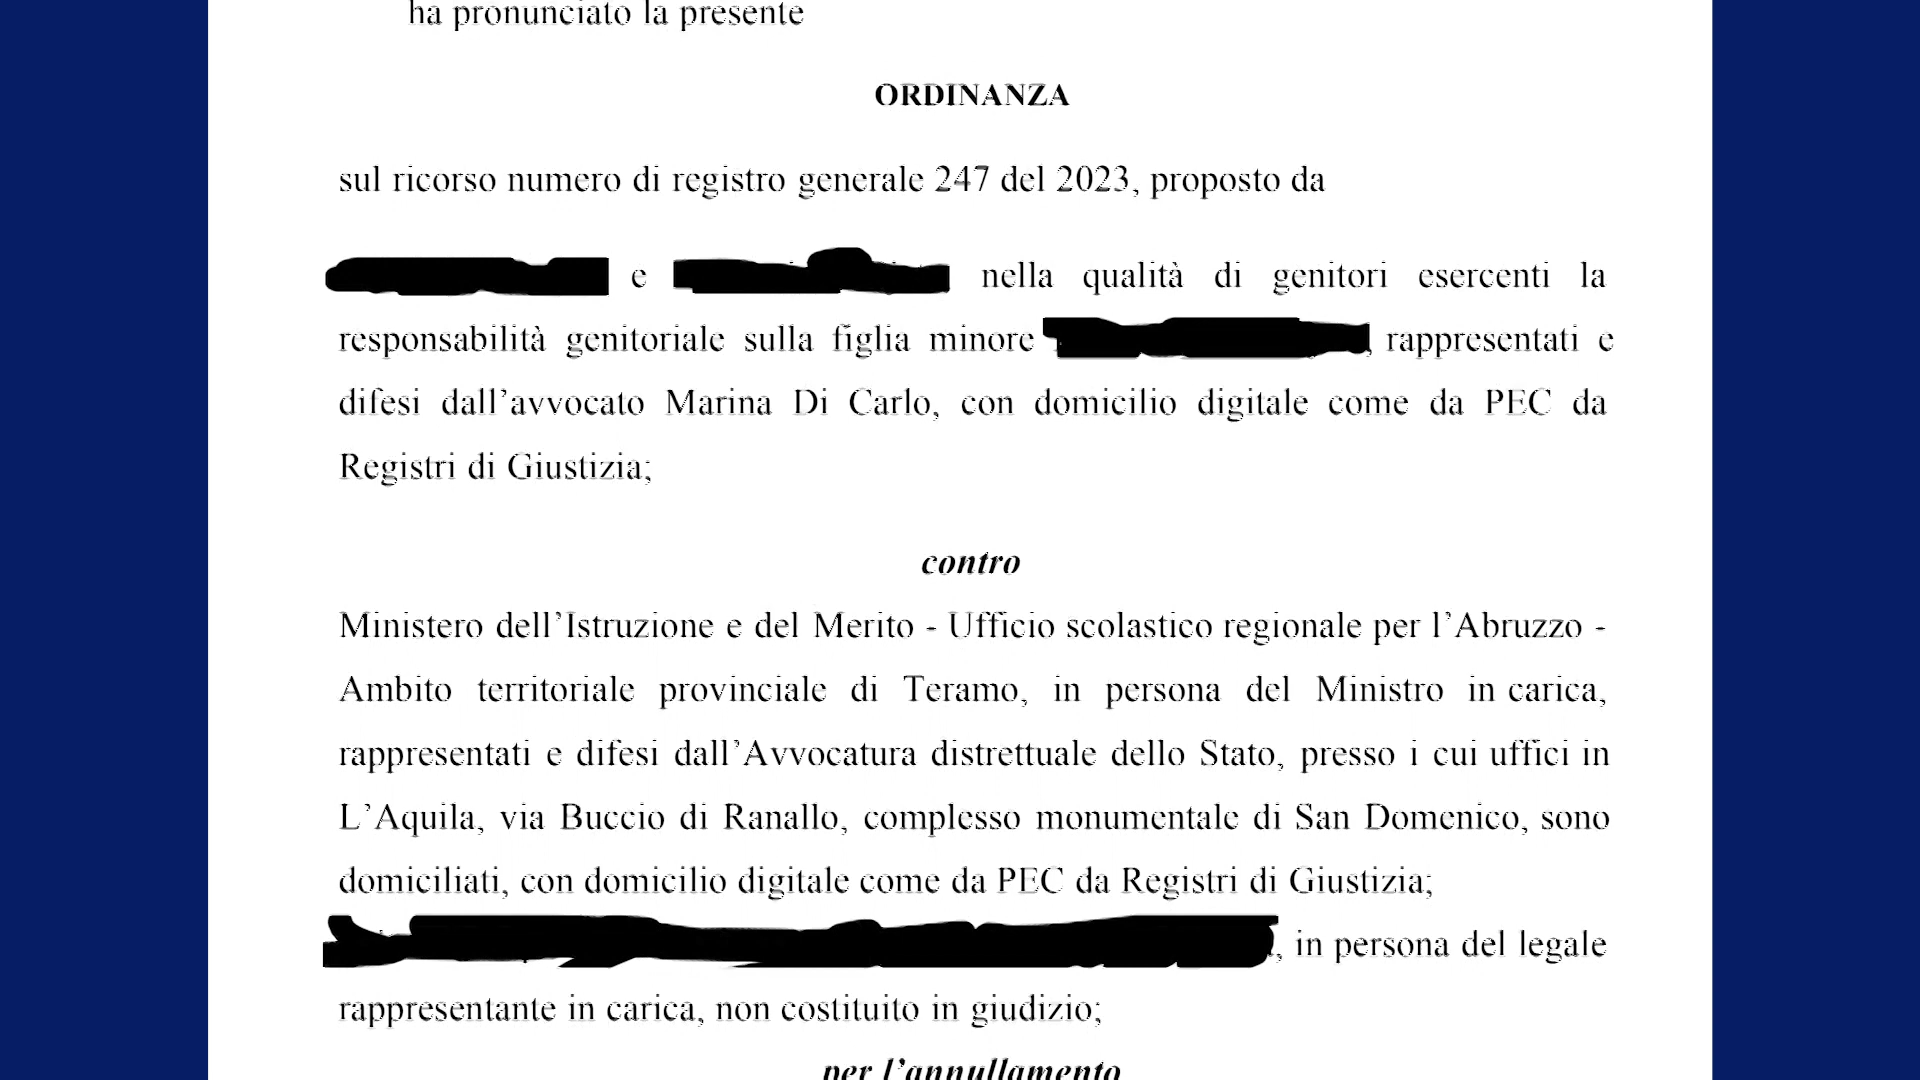 ha pronunciato la presente
ORDINANZA
sul ricorso numero di registro generale 247 del 2023, proposto da
e nella qualità di genitori esercenti la
responsabilità genitoriale sulla figlia minore , rappresentati e
difesi dall’avvocato Marina Di Carlo, con domicilio digitale come da PEC da
Registri di Giustizia;
contro
Ministero dell’Istruzione e del Merito - Ufficio scolastico regionale per l’Abruzzo -
Ambito territoriale provinciale di Teramo, in persona del Ministro in carica,
rappresentati e difesi dall’Avvocatura distrettuale dello Stato, presso i cui uffici in
L’Aquila, via Buccio di Ranallo, complesso monumentale di San Domenico, sono
domiciliati, con domicilio digitale come da PEC da Registri di Giustizia;
, in persona del legale
rappresentante in carica, non costituito in giudizio;
per l’annullamento